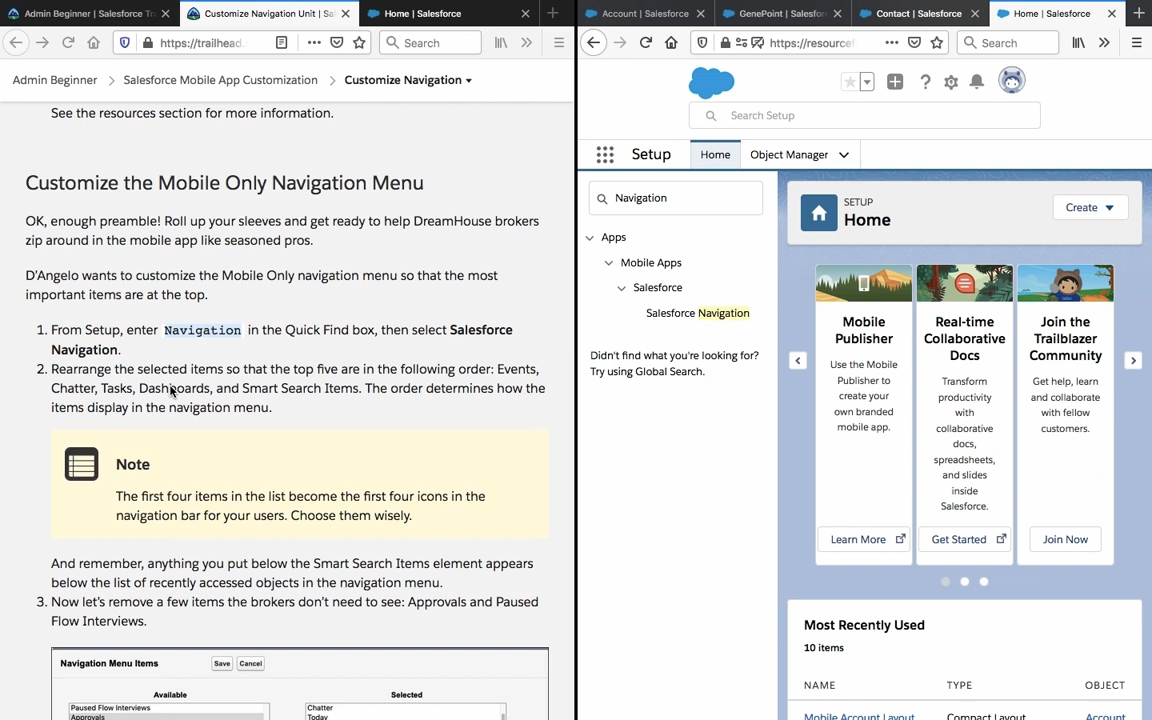 Admin Beginner | Salesforce Tr
Customize Navigation Unit | Sal
Home | Salesforce
https://trailhead.
Search
Admin Beginner
Salesforce Mobile App Customization
Customize Navigation
See the resources section for more information.
Customize the Mobile Only Navigation Menu
OK, enough preamble! Roll up your sleeves and get ready to help DreamHouse brokers
zip around in the mobile app like seasoned pros.
D'Angelo wants to customize the Mobile Only navigation menu so that the most
important items are at the top.
1. From Setup, enter Navigation in the Quick Find box, then select Salesforce
Navigation.
2. Rearrange the selected items so that the top five are in the following order: Events,
Chatter, Tasks, Dashboards, and Smart Search Items. The order determines how the
items display in the navigation menu.
Note
The first four items in the list become the first four icons in the
navigation bar for your users. Choose them wisely.
And remember, anything you put below the Smart Search Items element appears
below the list of recently accessed objects in the navigation menu.
3. Now let's remove a few items the brokers don't need to see: Approvals and Paused
Flow Interviews.
Navigation Menu Items
Save
Cancel
Available
Selected
Paused Flow Interviews
Approvals
Chatter
Today
Account | Salesforce
GenePoint | Salesfor
Contact | Salesforce
Home | Salesforce
https://resourcef
Search
Search Setup
Setup
Home
Object Manager
Navigation
Apps
Mobile Apps
Salesforce
Salesforce Navigation
Didn't find what you're looking for?
Try using Global Search.
SETUP
Home
Create
Mobile
Publisher
Use the Mobile
Publisher to
create your
own branded
mobile app.
Learn More
Real-time
Collaborative
Docs
Transform
productivity
with
collaborative
docs,
spreadsheets,
and slides
inside
Salesforce.
Get Started
Join the
Trailblazer
Community
Get help, learn
and collaborate
with fellow
customers.
Join Now
Most Recently Used
10 items
NAME
TYPE
OBJECT
Mobile Account Layout
Compact Layout
Account